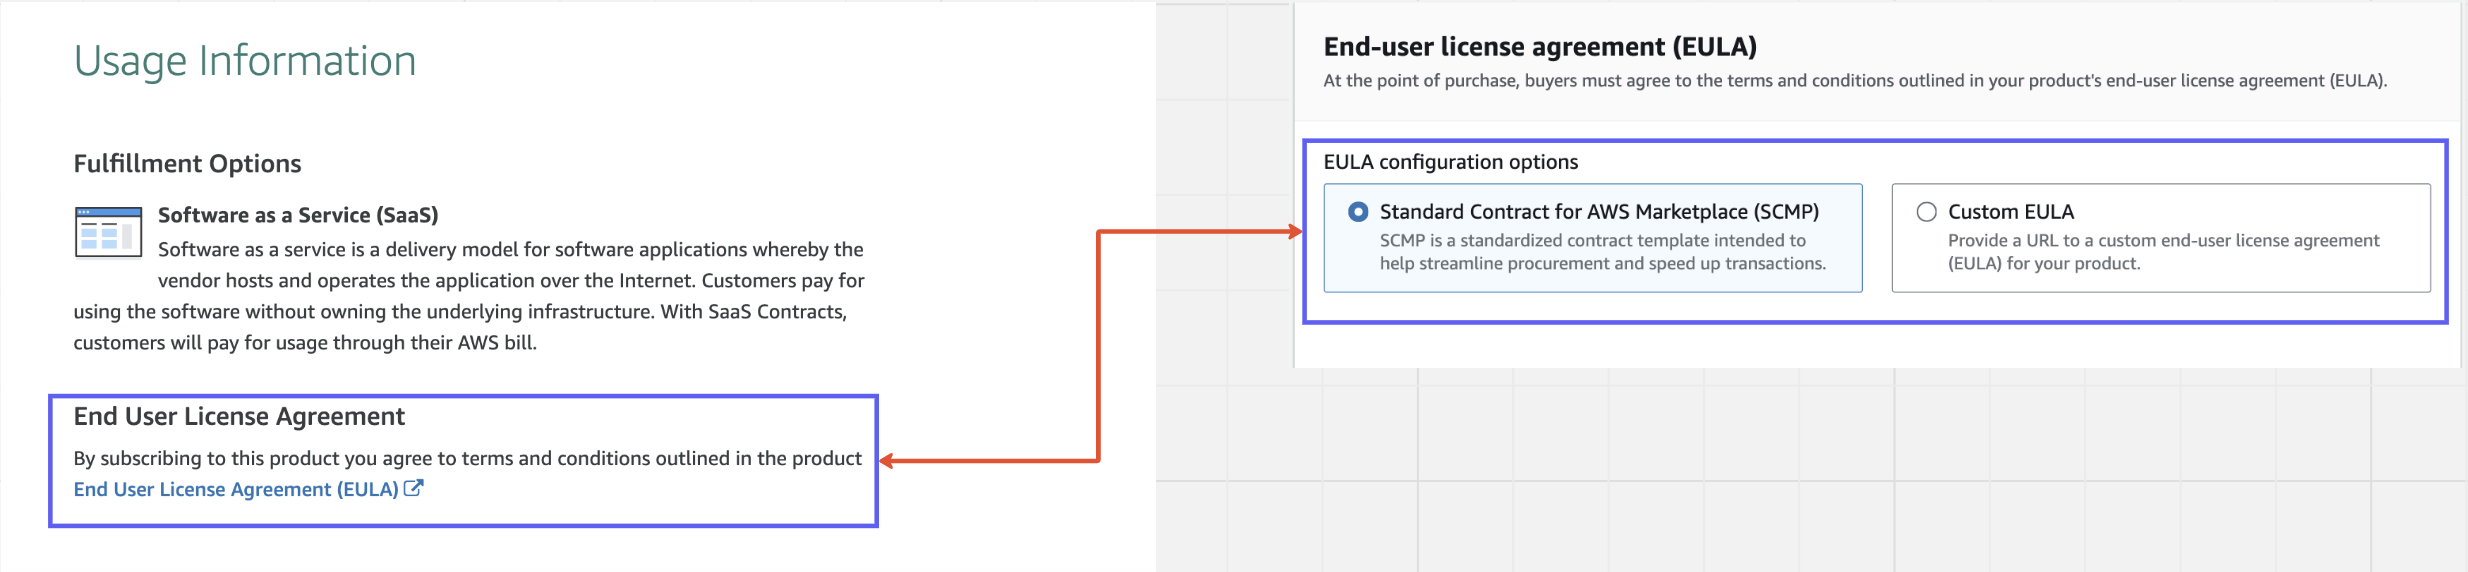 Usage Information
Fulfillment Options
Software as a Service (SaaS)
Software as a service is a delivery model for software applications whereby the
vendor hosts and operates the application over the Internet. Customers pay for
using the software without owning the underlying infrastructure. With SaaS Contracts,
customers will pay for usage through their AWS bill.
End User License Agreement
By subscribing to this product you agree to terms and conditions outlined in the product
End User License Agreement (EULA)
End-user license agreement (EULA)
At the point of purchase, buyers must agree to the terms and conditions outlined in your product's end-user license agreement (EULA).
EULA configuration options
Standard Contract for AWS Marketplace (SCMP)
SCMP is a standardized contract template intended to
help streamline procurement and speed up transactions.
Custom EULA
Provide a URL to a custom end-user license agreement
(EULA) for your product.